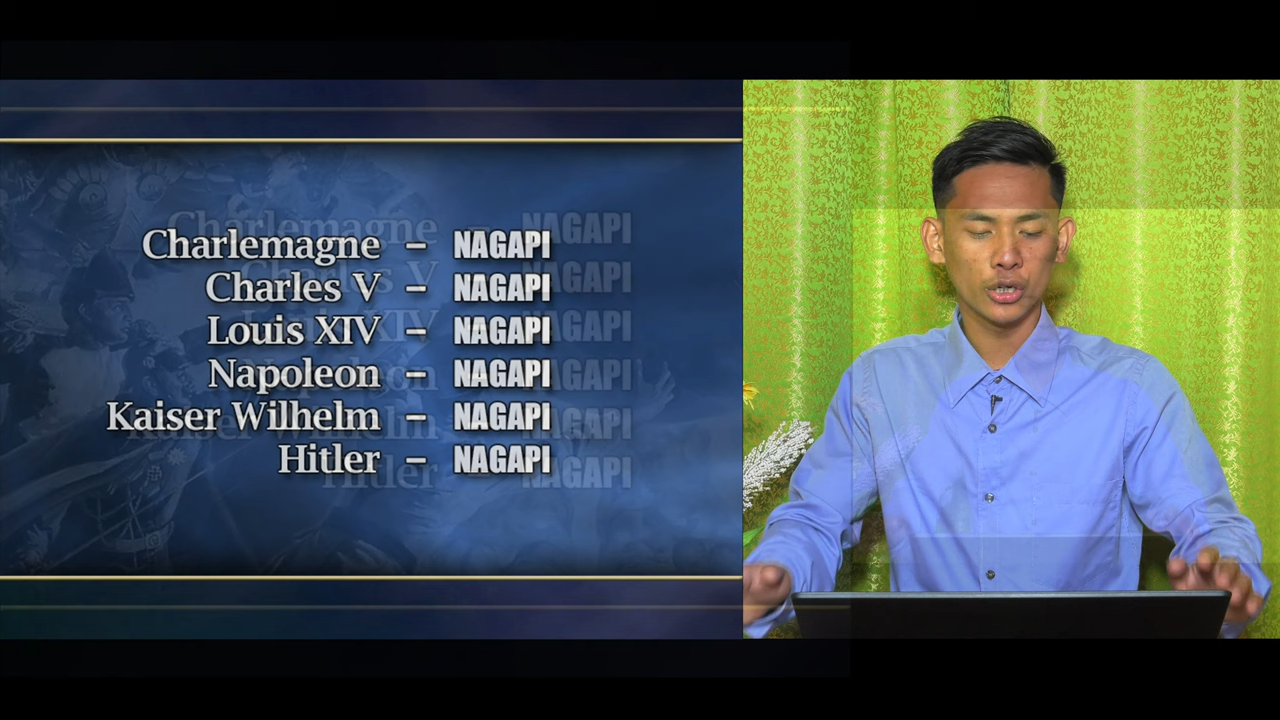 Charlemagne – NAGAPI
Charles V – NAGAPI
Louis XIV – NAGAPI
Napoleon – NAGAPI
Kaiser Wilhelm – NAGAPI
Hitler – NAGAPI